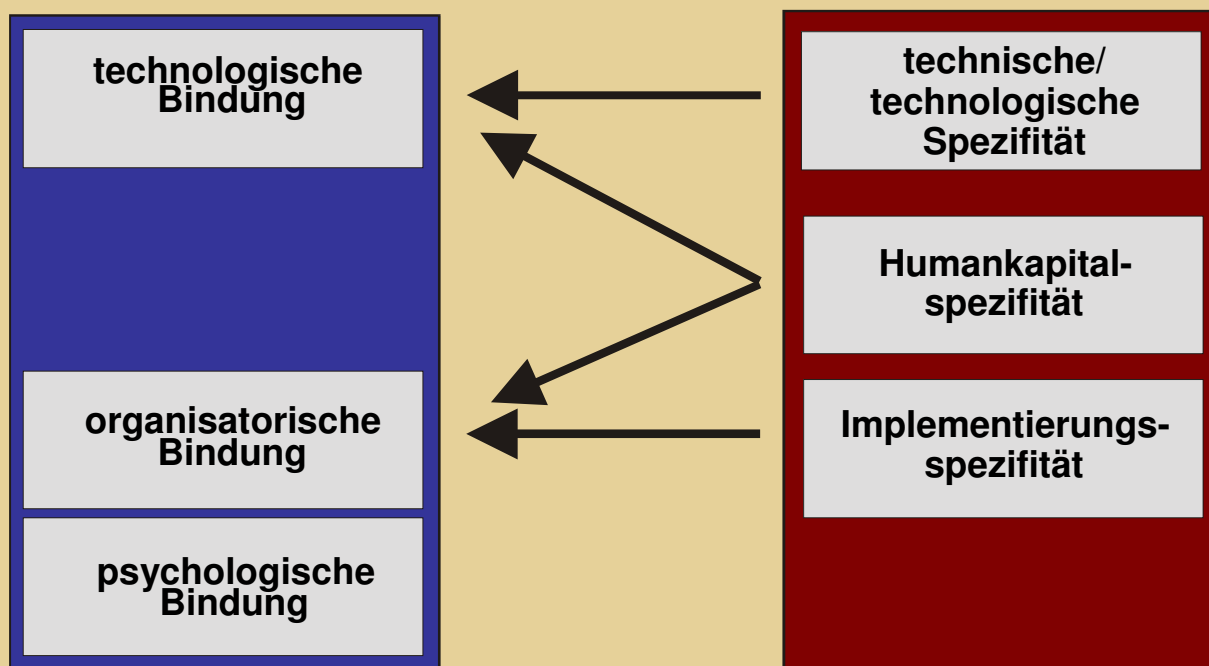 technologische
Bindung
organisatorische
Bindung
psychologische
Bindung
technische/
technologische
Spezifität
Humankapital-
spezifität
Implementierungs-
spezifität